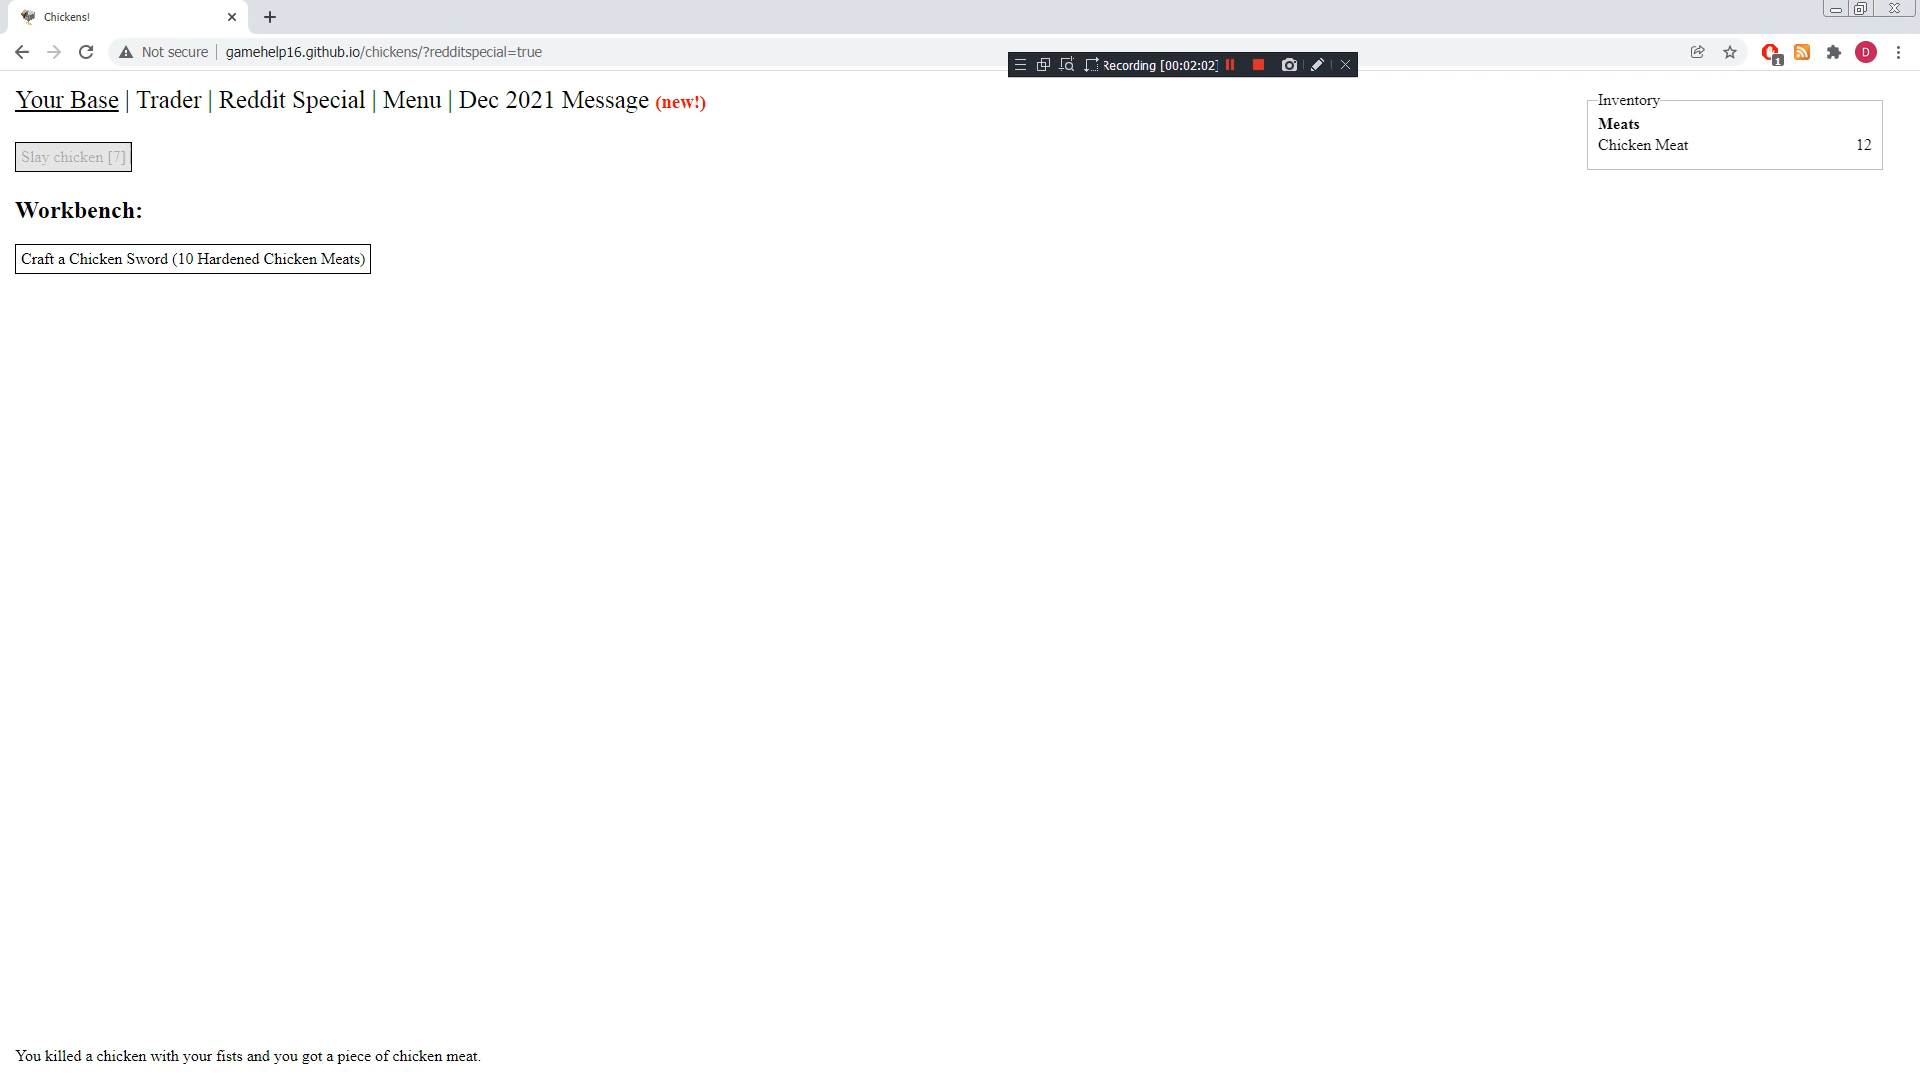 Chickens!
Not secure | gamehelp16.github.io/chickens/?redditspecial=true
1
D
Recording [00:02:02]
Your Base | Trader | Reddit Special | Menu | Dec 2021 Message (new!)
Inventory
Meats
Chicken Meat 12
Slay chicken [7]
Workbench:
Craft a Chicken Sword (10 Hardened Chicken Meats)
You killed a chicken with your fists and you got a piece of chicken meat.